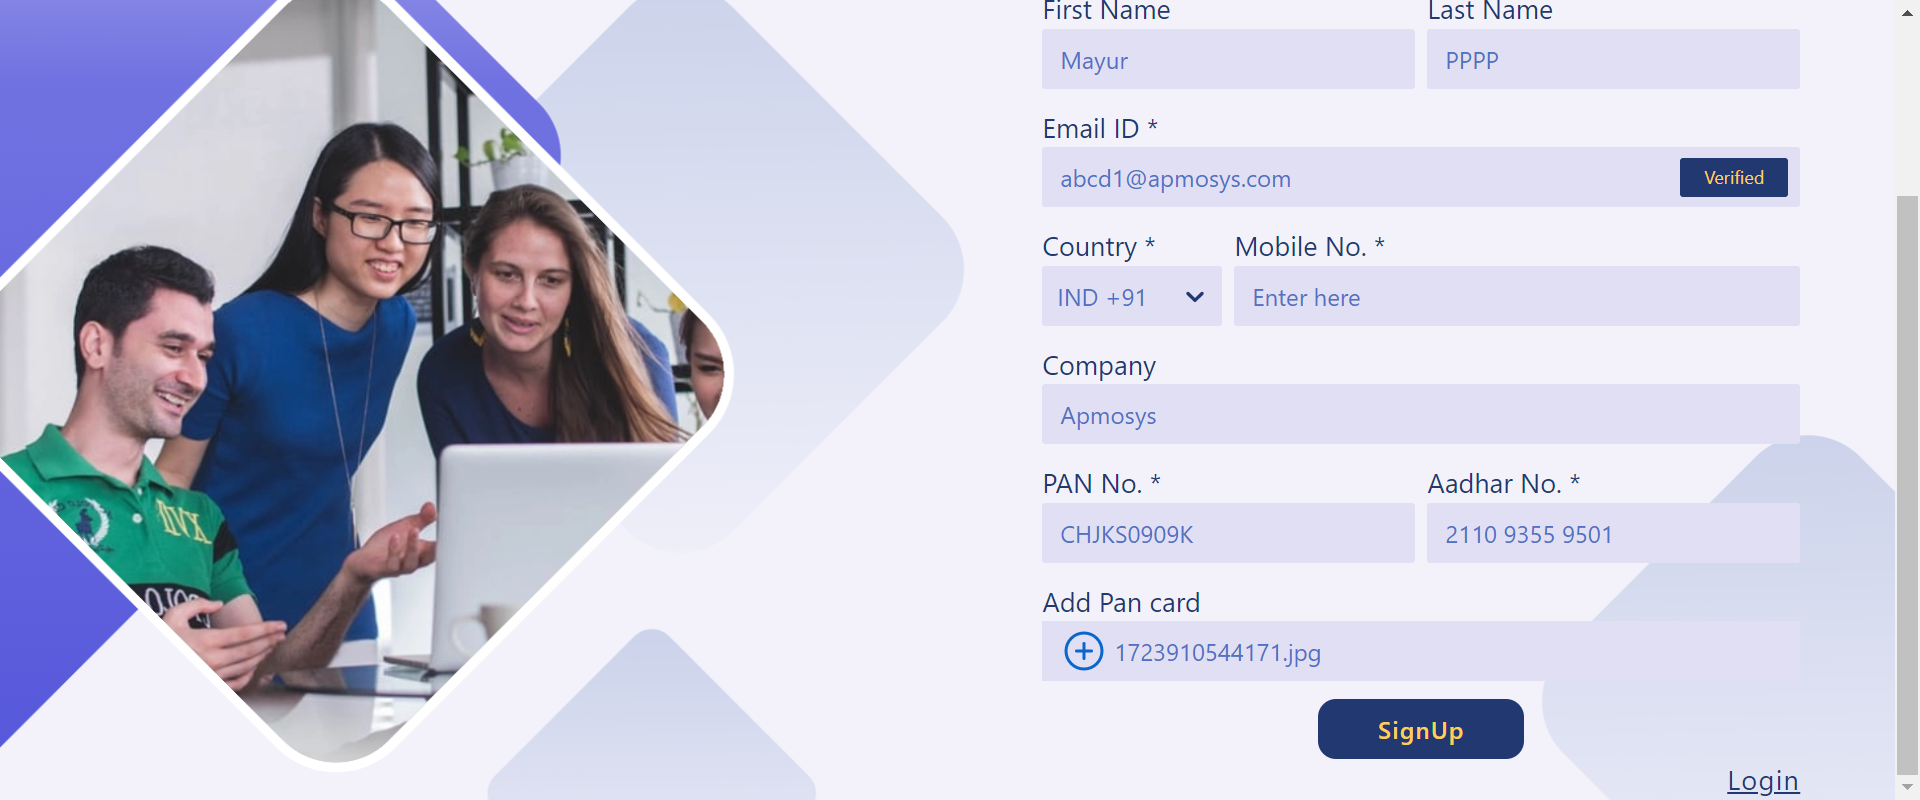 First Name Last Name
Mayur PPPP
Email ID *
abcd1@apmosys.com Verified
Country * Mobile No. *
IND +91 Enter here
Company
Apmosys
PAN No. * Aadhar No. *
CHJKS0909K 2110 9355 9501
Add Pan card
1723910544171.jpg
SignUp
Login